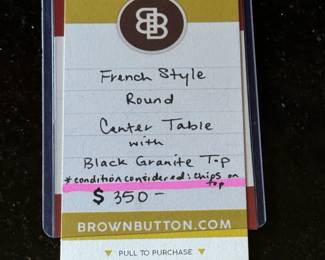 BB
French Style
Round
Center Table
with
Black Granite Top
*condition considered: chips on
top
$350-
BROWNBUTTON.COM
▼ PULL TO PURCHASE ▼